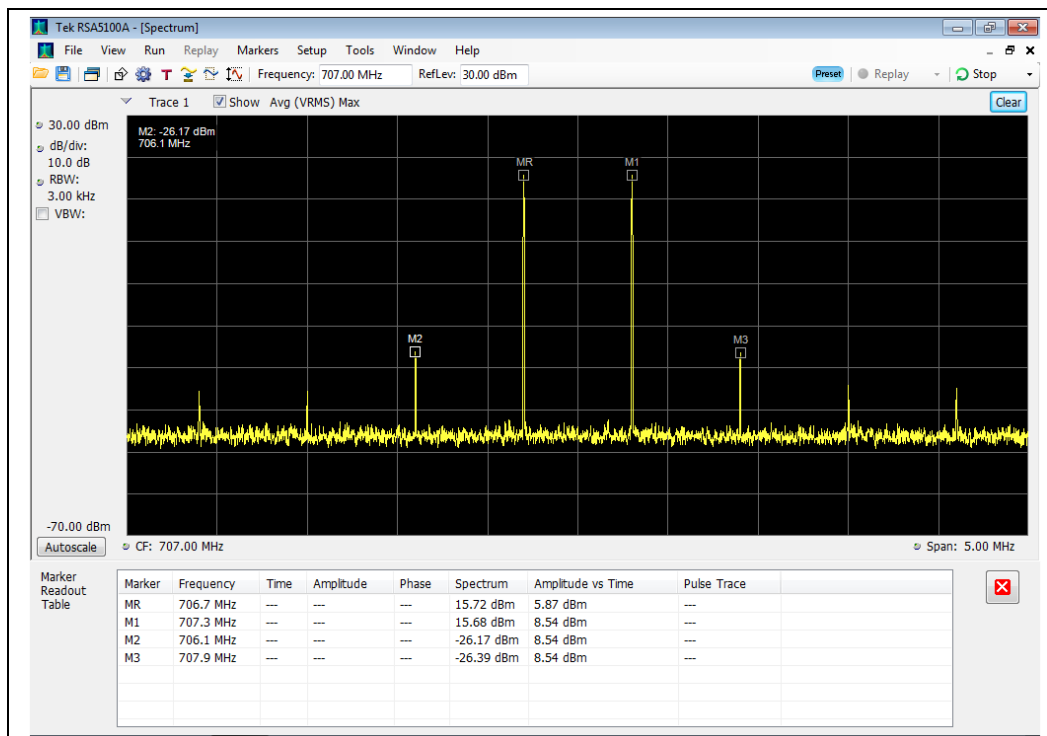 Tek RSA5100A - [Spectrum]
File View Run Replay Markers Setup Tools Window Help
T Frequency: 707.00 MHz RefLev: 30.00 dBm Preset Replay Stop
Trace 1 Show Avg (VRMS) Max Clear
30.00 dBm
dB/div:
10.0 dB
RBW:
3.00 kHz
VBW:
M2: -26.17 dBm
706.1 MHz
MR M1
M2 M3
-70.00 dBm
Autoscale CF: 707.00 MHz Span: 5.00 MHz
Marker
Readout
Table
Marker Frequency Time Amplitude Phase Spectrum Amplitude vs Time Pulse Trace
MR 706.7 MHz --- --- --- 15.72 dBm 5.87 dBm ---
M1 707.3 MHz --- --- --- 15.68 dBm 8.54 dBm ---
M2 706.1 MHz --- --- --- -26.17 dBm 8.54 dBm ---
M3 707.9 MHz --- --- --- -26.39 dBm 8.54 dBm ---